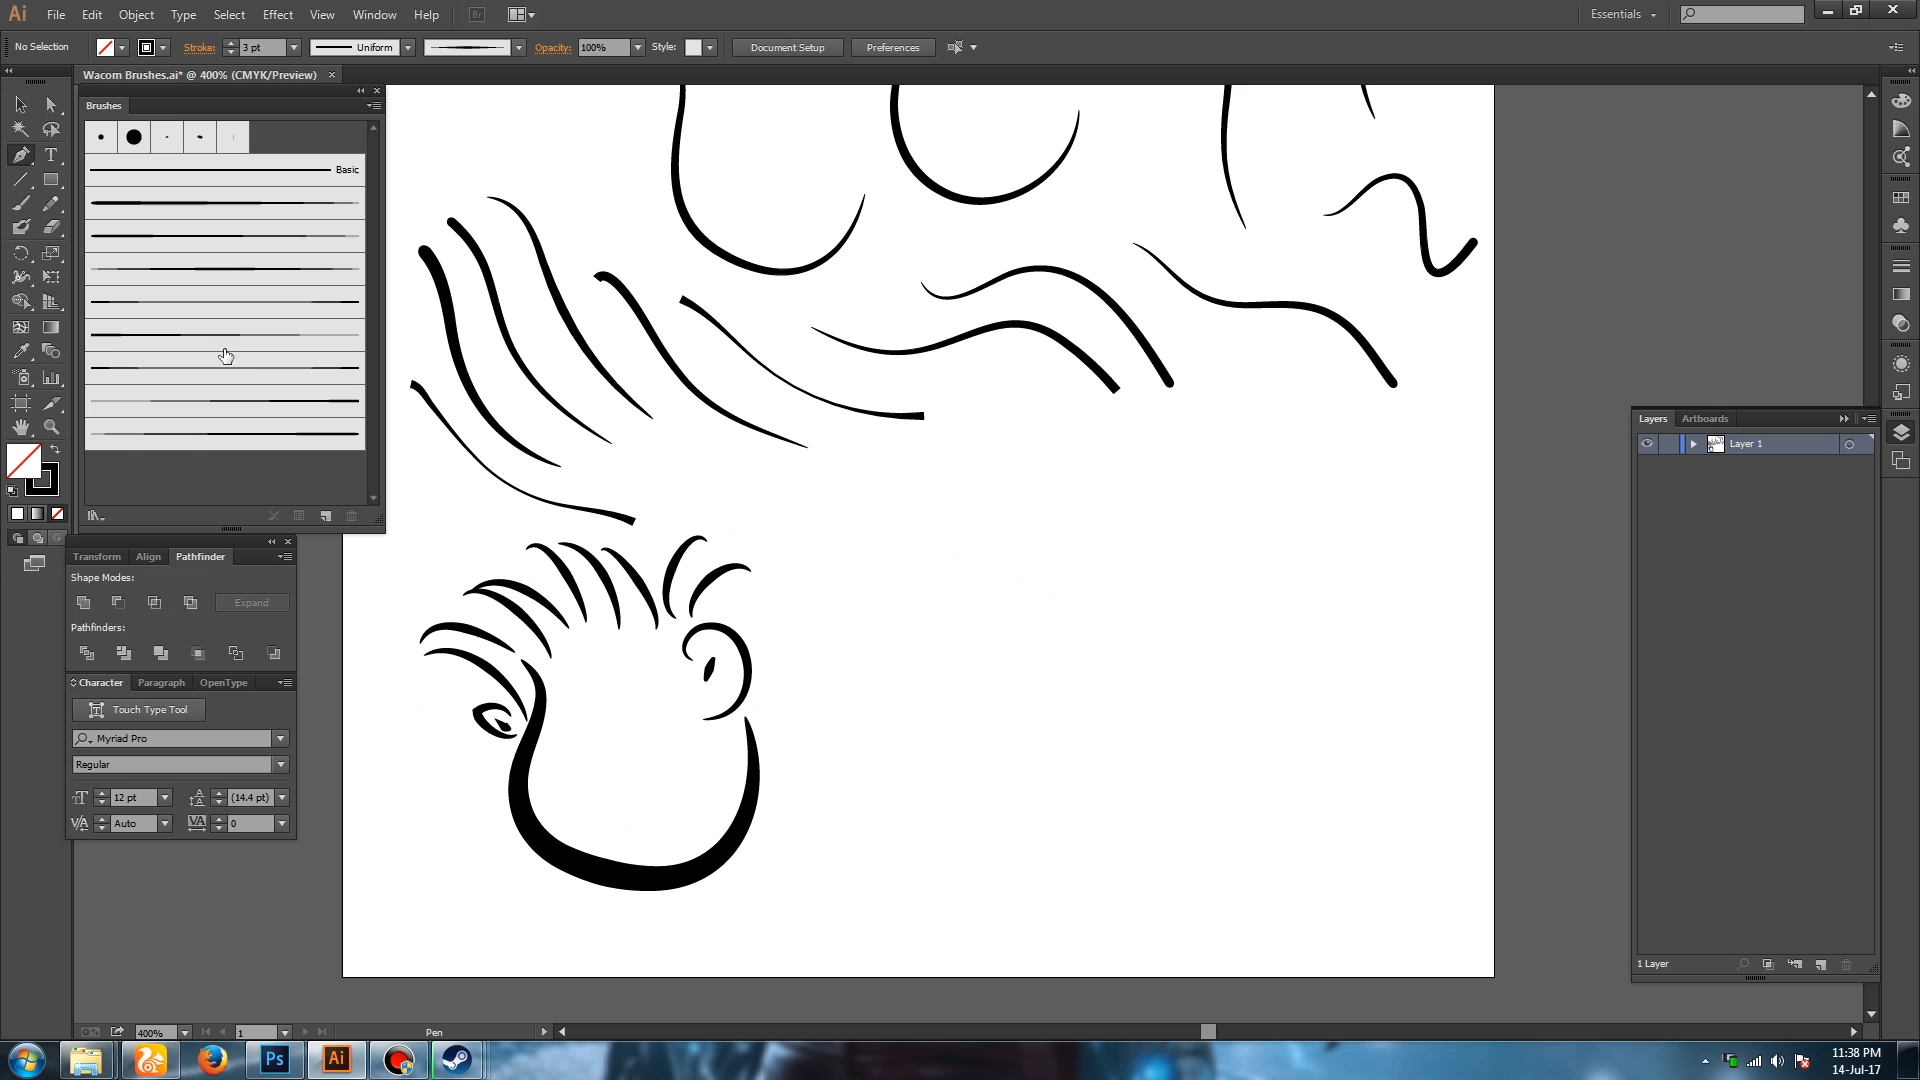 Ai File Edit Object Type Select Effect View Window Help Br Essentials
No Selection Stroke: 3 pt Uniform Opacity: 100% Style: Document Setup Preferences
Wacom Brushes.ai* @ 400% (CMYK/Preview) ×
Brushes
Basic
Transform Align Pathfinder
Shape Modes:
Expand
Pathfinders:
Character Paragraph OpenType
Touch Type Tool
Myriad Pro
Regular
12 pt (14.4 pt)
Auto 0
Layers Artboards
Layer 1
1 Layer
400% 1 Pen
Ps Ai
11:38 PM
14-Jul-17